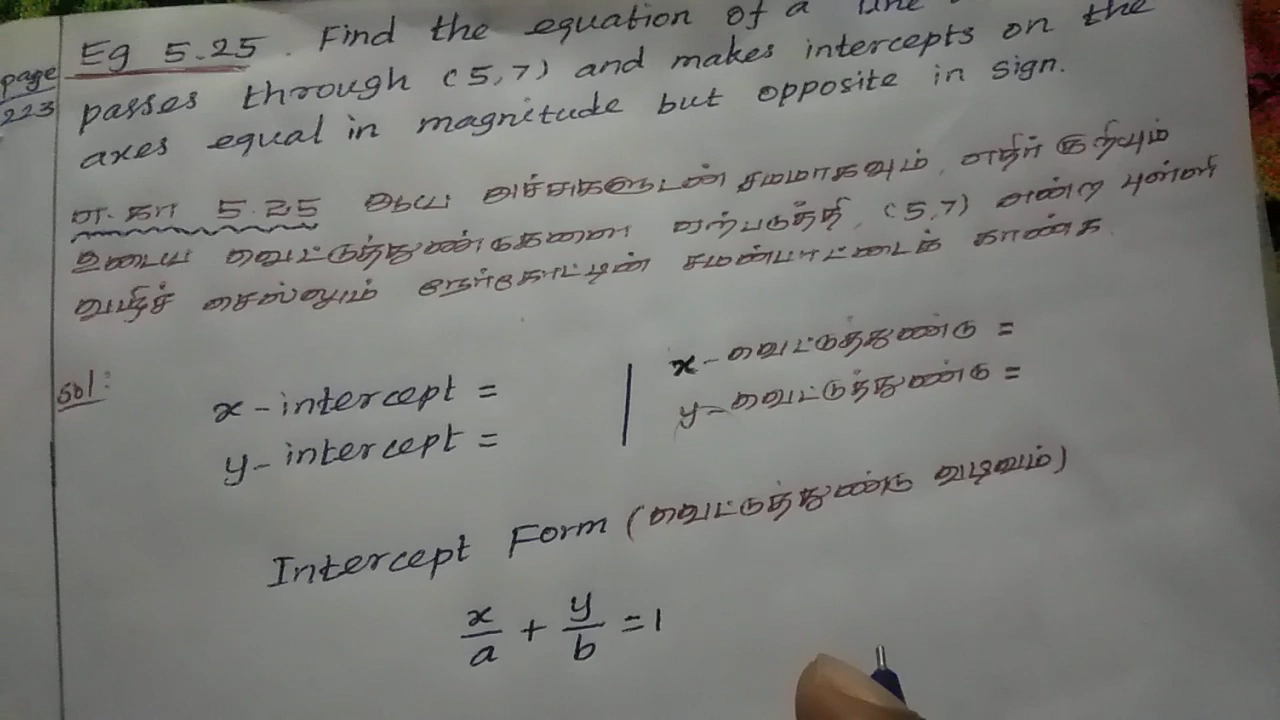 Eg 5.25. Find the equation of a line
page 223
passes through (5,7) and makes intercepts on the
axes equal in magnitude but opposite in sign.
எ.கா 5.25 ஆய அச்சுகளுடன் சமமாகவும், எதிர் குறியும்
உடைய வெட்டுத்துண்டுகளை ஏற்படுத்தி, (5,7) என்ற புள்ளி
வழிச் செல்லும் நேர்கோட்டின் சமன்பாட்டைக் காண்க.
Sol:
x-intercept =
y-intercept =
x-வெட்டுத்துண்டு =
y-வெட்டுத்துண்டு =
Intercept Form (வெட்டுத்துண்டு வடிவம்)
x/a + y/b = 1